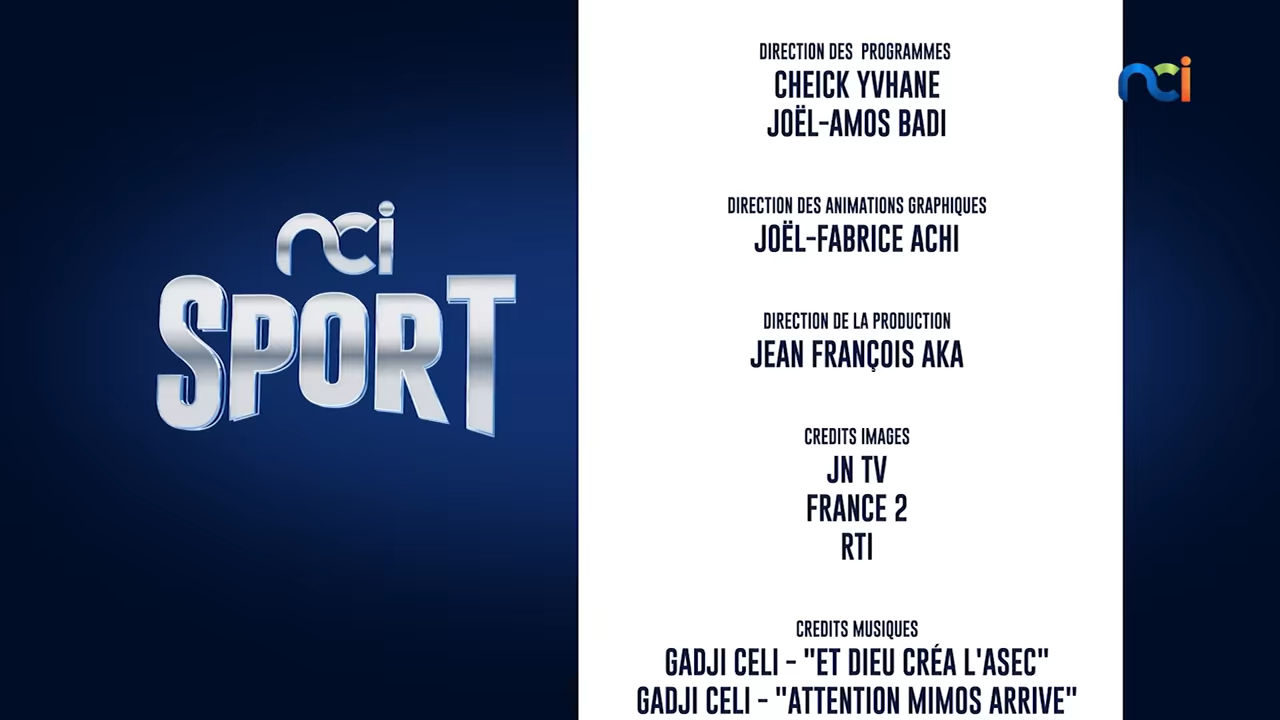 nci
SPORT
DIRECTION DES PROGRAMMES
CHEICK YVHANE
JOËL-AMOS BADI
DIRECTION DES ANIMATIONS GRAPHIQUES
JOËL-FABRICE ACHI
DIRECTION DE LA PRODUCTION
JEAN FRANÇOIS AKA
CREDITS IMAGES
JN TV
FRANCE 2
RTI
CREDITS MUSIQUES
GADJI CELI - "ET DIEU CRÉA L'ASEC"
GADJI CELI - "ATTENTION MIMOS ARRIVE"
nci